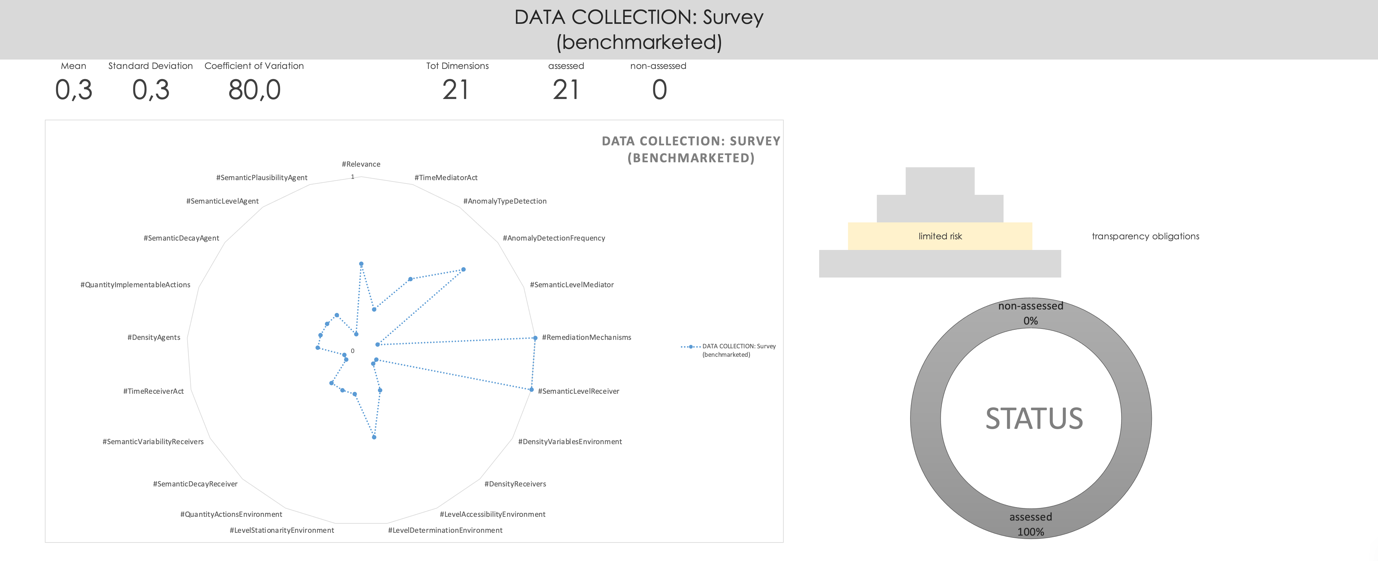 DATA COLLECTION: Survey
(benchmarketed)
Mean
Standard Deviation
Coefficient of Variation
Tot Dimensions
assessed
non-assessed
0,3
0,3
80,0
21
21
0
DATA COLLECTION: SURVEY
(BENCHMARKETED)
#Relevance
1
#TimeMediatorAct
#AnomalyTypeDetection
#AnomalyDetectionFrequency
#SemanticLevelMediator
#RemediationMechanisms
#SemanticLevelReceiver
#DensityVariablesEnvironment
#DensityReceivers
#LevelAccessibilityEnvironment
#LevelDeterminationEnvironment
#LevelStationarityEnvironment
#QuantityActionsEnvironment
#SemanticDecayReceiver
#SemanticVariabilityReceivers
#TimeReceiverAct
#DensityAgents
#QuantityImplementableActions
#SemanticDecayAgent
#SemanticLevelAgent
#SemanticPlausibilityAgent
0
DATA COLLECTION: Survey
(benchmarketed)
limited risk
transparency obligations
non-assessed
0%
STATUS
assessed
100%